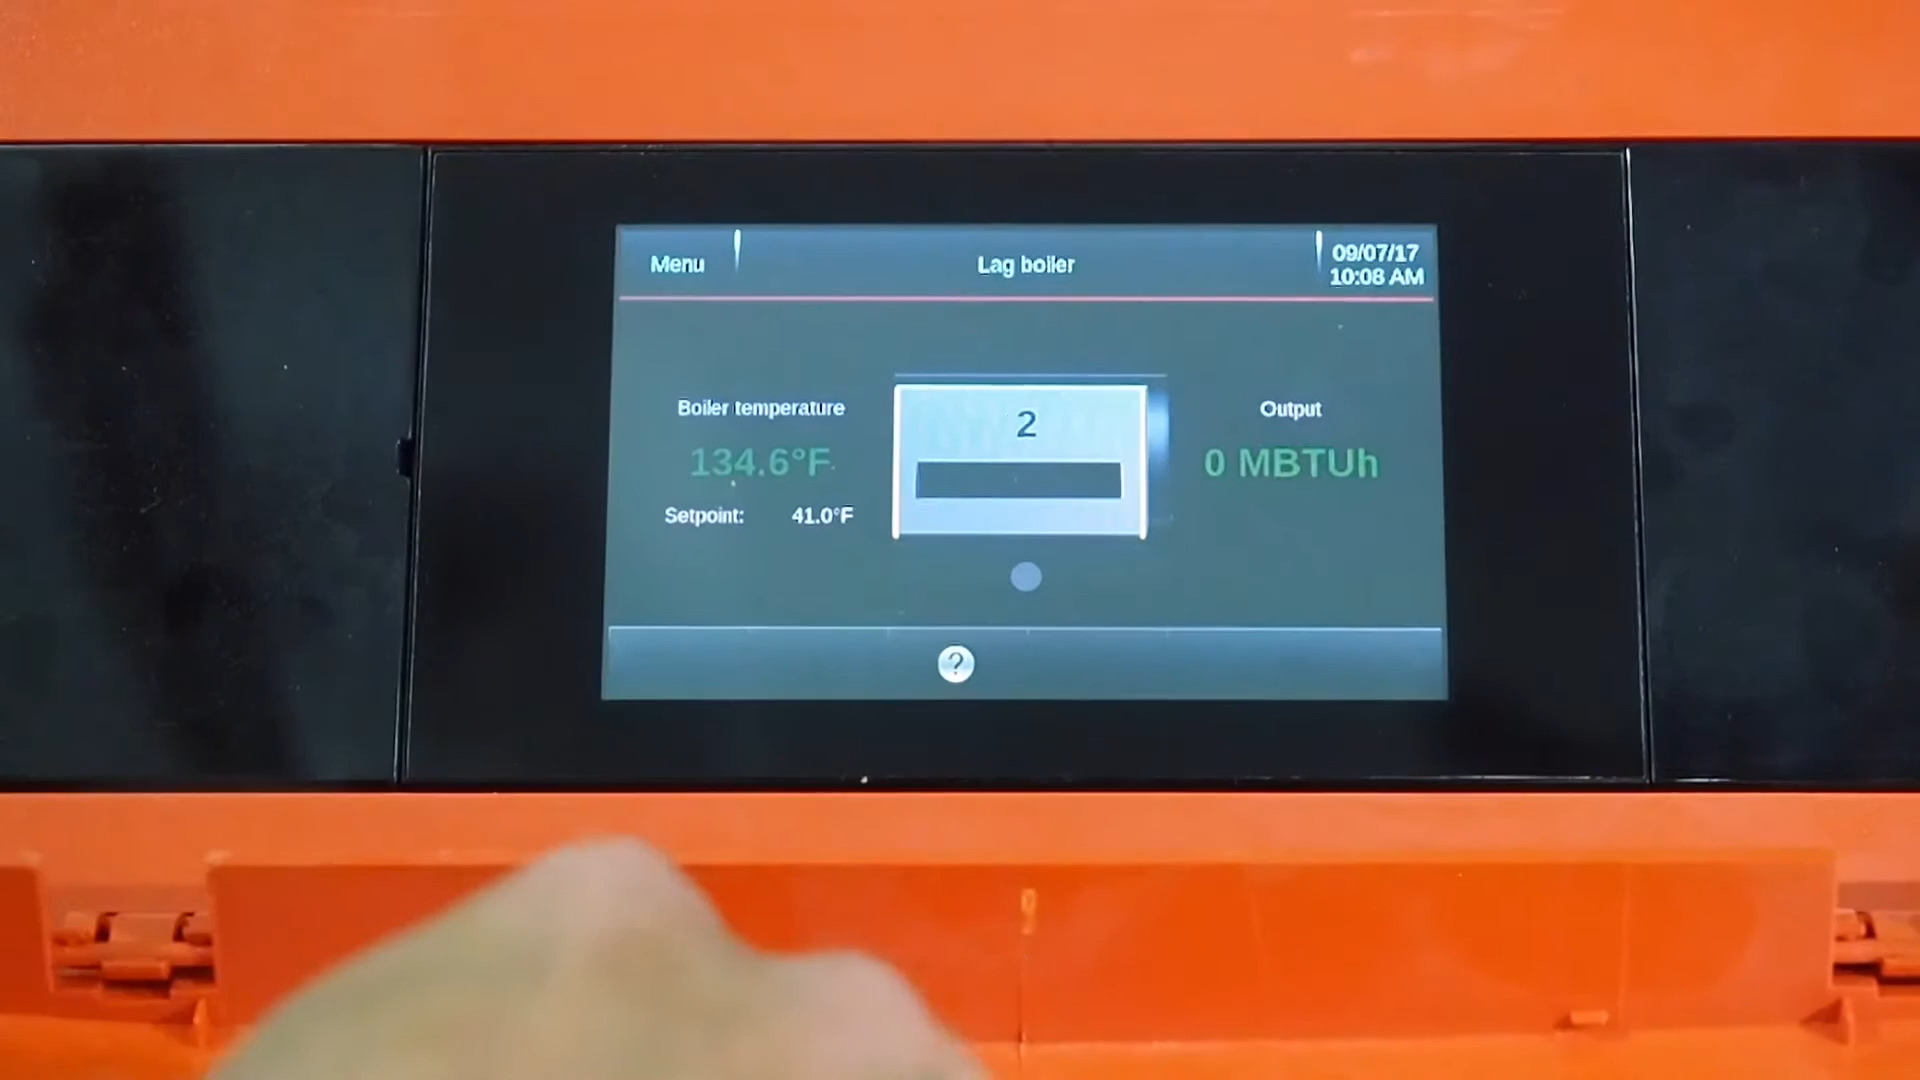 Menu
Lag boiler
09/07/17
10:08 AM
Boiler temperature
134.6°F
Setpoint: 41.0°F
2
Output
0 MBTUh
?